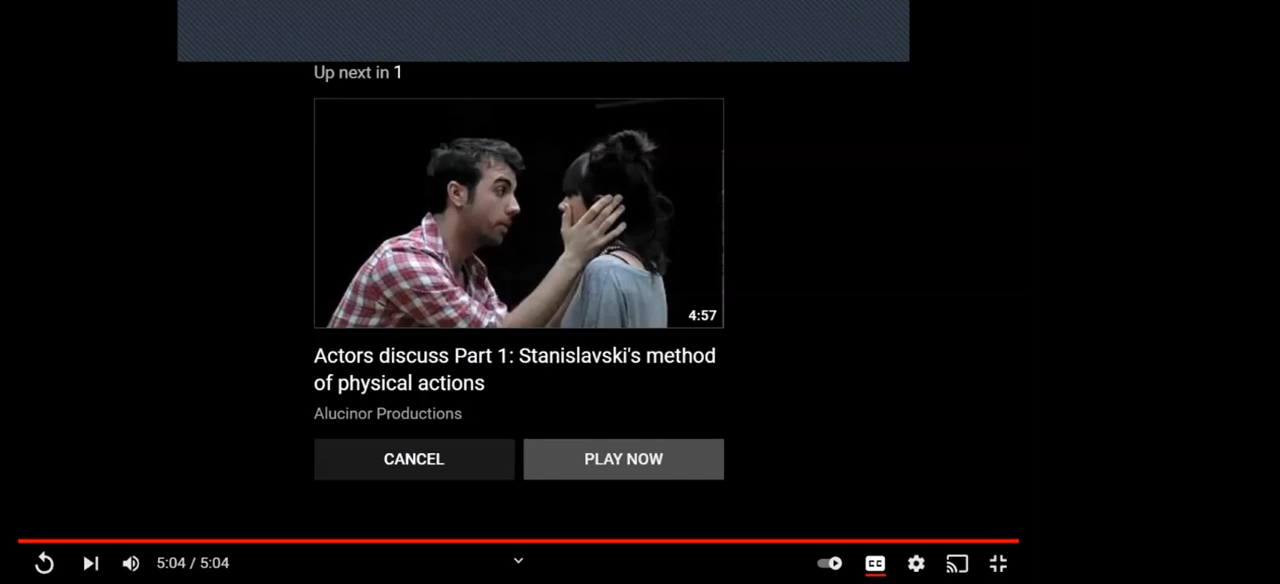 Up next in 1
4:57
Actors discuss Part 1: Stanislavski's method
of physical actions
Alucinor Productions
CANCEL
PLAY NOW
5:04 / 5:04
CC